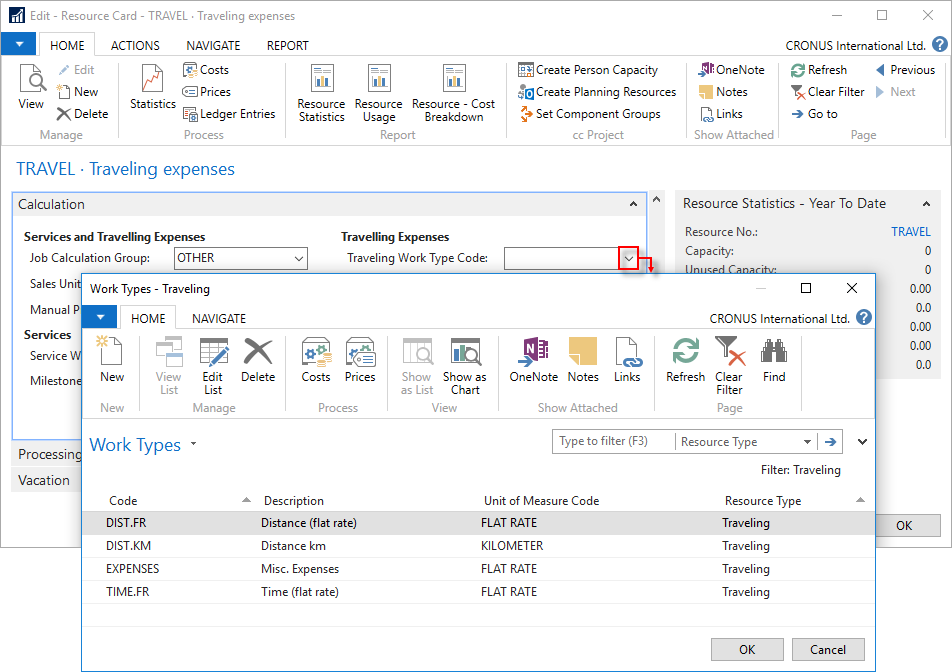 Edit - Resource Card - TRAVEL · Traveling expenses
HOME ACTIONS NAVIGATE REPORT CRONUS International Ltd. ?
View Edit New Delete
Manage
Statistics Costs Prices Ledger Entries
Process
Resource Statistics Resource Usage Resource - Cost Breakdown
Report
Create Person Capacity
Create Planning Resources
Set Component Groups
cc Project
OneNote
Notes
Links
Show Attached
Refresh Previous
Clear Filter Next
Go to
Page
TRAVEL · Traveling expenses
Calculation
Services and Travelling Expenses
Job Calculation Group: OTHER
Sales Unit
Manual P
Services
Service W
Milestone
Travelling Expenses
Traveling Work Type Code:
Processing
Vacation
Resource Statistics - Year To Date
Resource No.: TRAVEL
Capacity: 0
Unused Capacity: 0
0.00
0.0
0.00
0.00
0.0
OK
Work Types - Traveling
HOME NAVIGATE CRONUS International Ltd. ?
New
New
View List
Edit List
Delete
Manage
Costs Prices
Process
Show as List
Show as Chart
View
OneNote Notes Links
Show Attached
Refresh
Clear Filter
Find
Page
Work Types
Type to filter (F3) Resource Type
Filter: Traveling
Code Description Unit of Measure Code Resource Type
DIST.FR Distance (flat rate) FLAT RATE Traveling
DIST.KM Distance km KILOMETER Traveling
EXPENSES Misc. Expenses FLAT RATE Traveling
TIME.FR Time (flat rate) FLAT RATE Traveling
OK Cancel